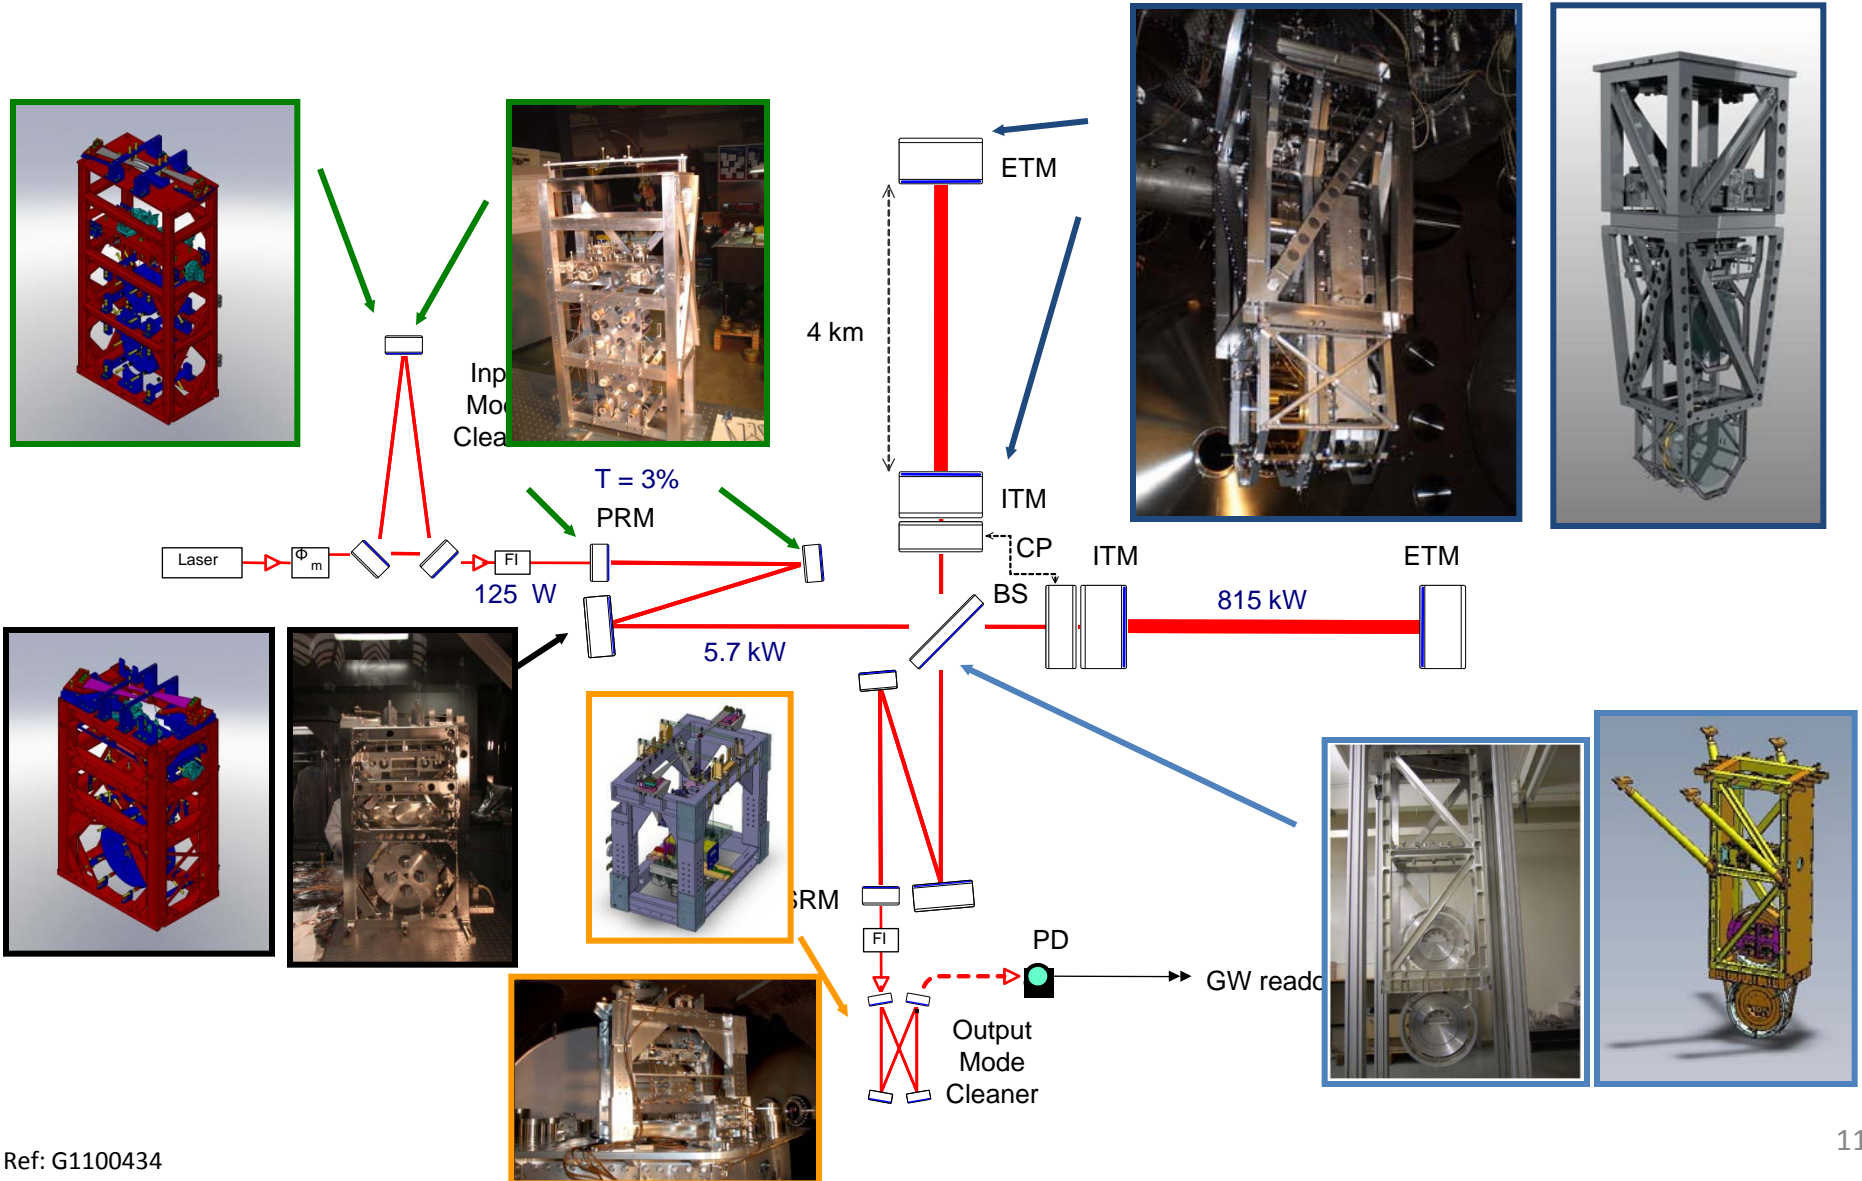 ETM
4 km
Inp
Mo
Clea
T = 3%
PRM
ITM
CP
ITM
ETM
Laser
Φ
m
FI
125 W
BS
815 kW
5.7 kW
SRM
FI
PD
GW reado
Output
Mode
Cleaner
11
Ref: G1100434